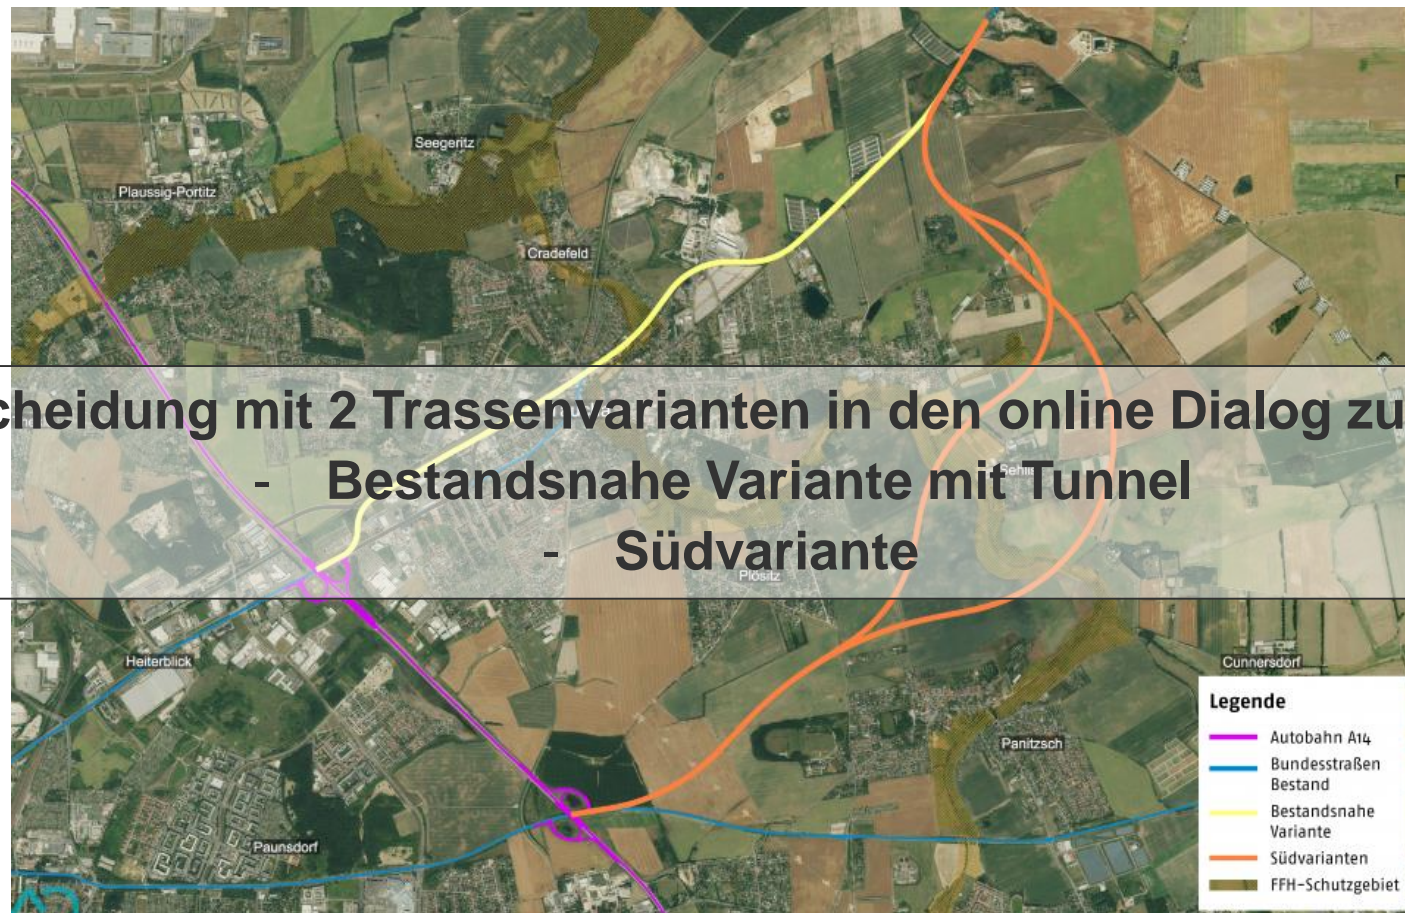 Seegeritz
Plaussig-Portitz
Cradefeld
cheidung mit 2 Trassenvarianten in den online Dialog zu
- Bestandsnahe Variante mit Tunnel
- Südvariante
Plösitz
Heiterblick
Cunnersdorf
Panitzsch
Paunsdorf
Legende
Autobahn A14
Bundesstraßen
Bestand
Bestandsnahe
Variante
Südvarianten
FFH-Schutzgebiet